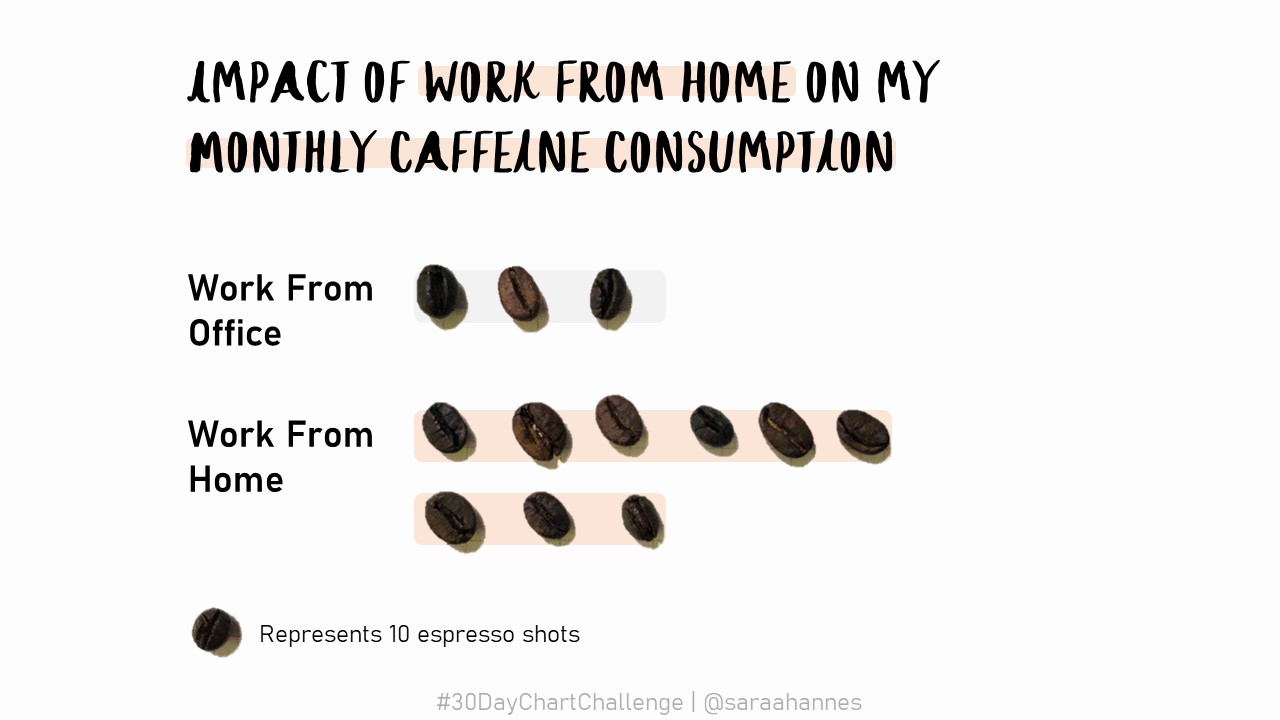 IMPACT OF WORK FROM HOME ON MY
MONTHLY CAFFEINE CONSUMPTION
Work From
Office
Work From
Home
Represents 10 espresso shots
#30DayChartChallenge | @saraahannes